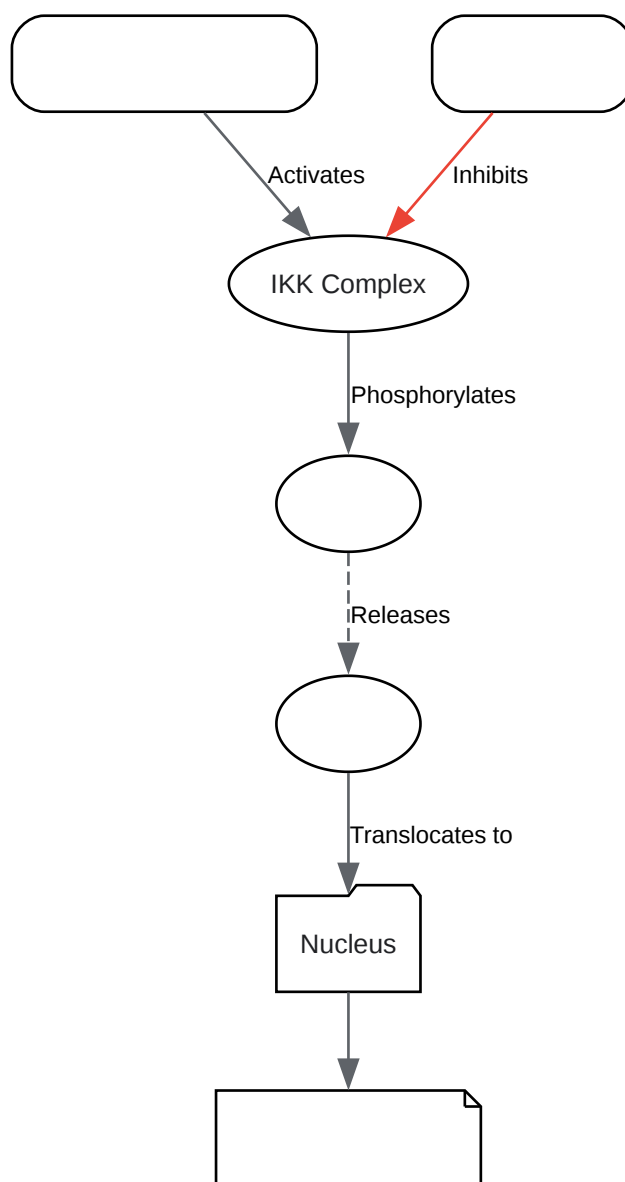 Activates
Inhibits
IKK Complex
Phosphorylates
Releases
Translocates to
Nucleus